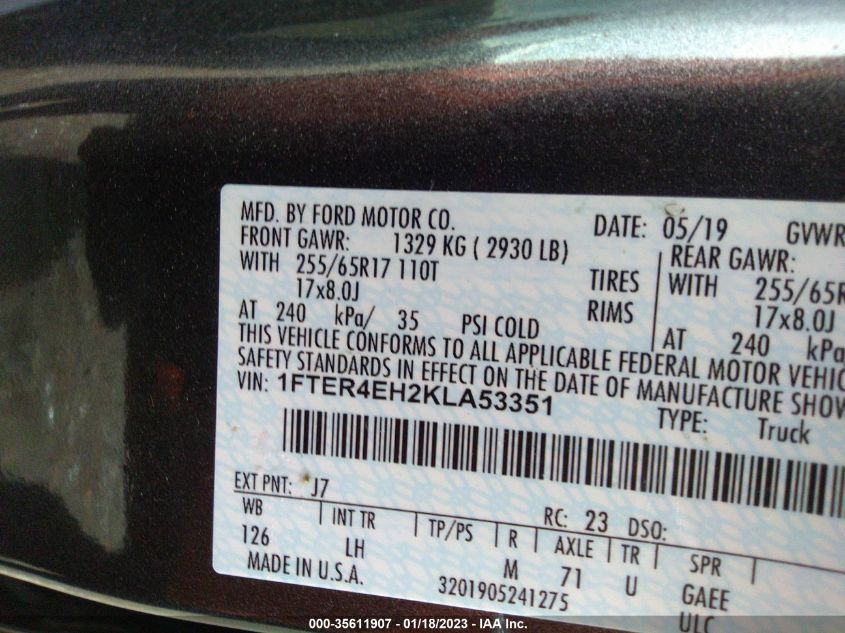 MFD. BY FORD MOTOR CO. DATE: 05/19 GVWR
FRONT GAWR: 1329 KG ( 2930 LB) REAR GAWR:
WITH 255/65R17 110T TIRES WITH 255/65R
17x8.0J RIMS 17x8.0J
AT 240 kPa/ 35 PSI COLD AT 240 kPa
THIS VEHICLE CONFORMS TO ALL APPLICABLE FEDERAL MOTOR VEHIC
SAFETY STANDARDS IN EFFECT ON THE DATE OF MANUFACTURE SHOW
VIN: 1FTER4EH2KLA53351 TYPE: Truck
EXT PNT: J7 RC: 23 DSO:
WB INT TR TP/PS R AXLE TR SPR
126 LH M 71 U GAEE
MADE IN U.S.A. 3201905241275 ULC
000-35611907 - 01/18/2023 - IAA Inc.